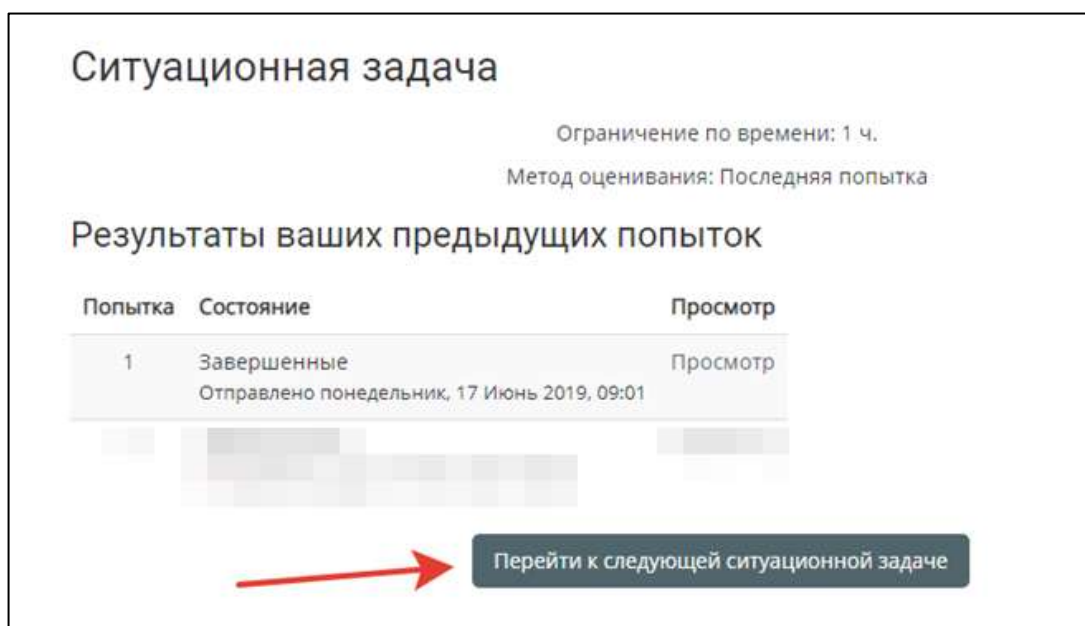 Ситуационная задача
Ограничение по времени: 1 ч.
Метод оценивания: Последняя попытка
Результаты ваших предыдущих попыток
Попытка Состояние Просмотр
1 Завершенные Просмотр
Отправлено понедельник, 17 Июнь 2019, 09:01
Перейти к следующей ситуационной задаче